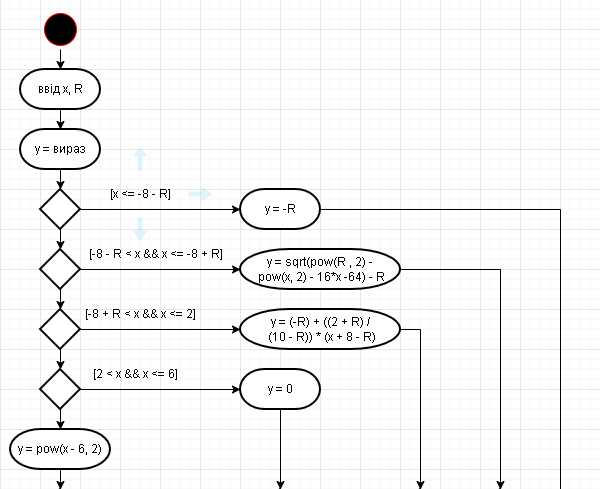 ввід x, R
y = вираз
[x <= -8 - R]
y = -R
[-8 - R < x && x <= -8 + R]
y = sqrt(pow(R , 2) -
pow(x, 2) - 16*x -64) - R
[-8 + R < x && x <= 2]
y = (-R) + ((2 + R) /
(10 - R)) * (x + 8 - R)
[2 < x && x <= 6]
y = 0
y = pow(x - 6, 2)